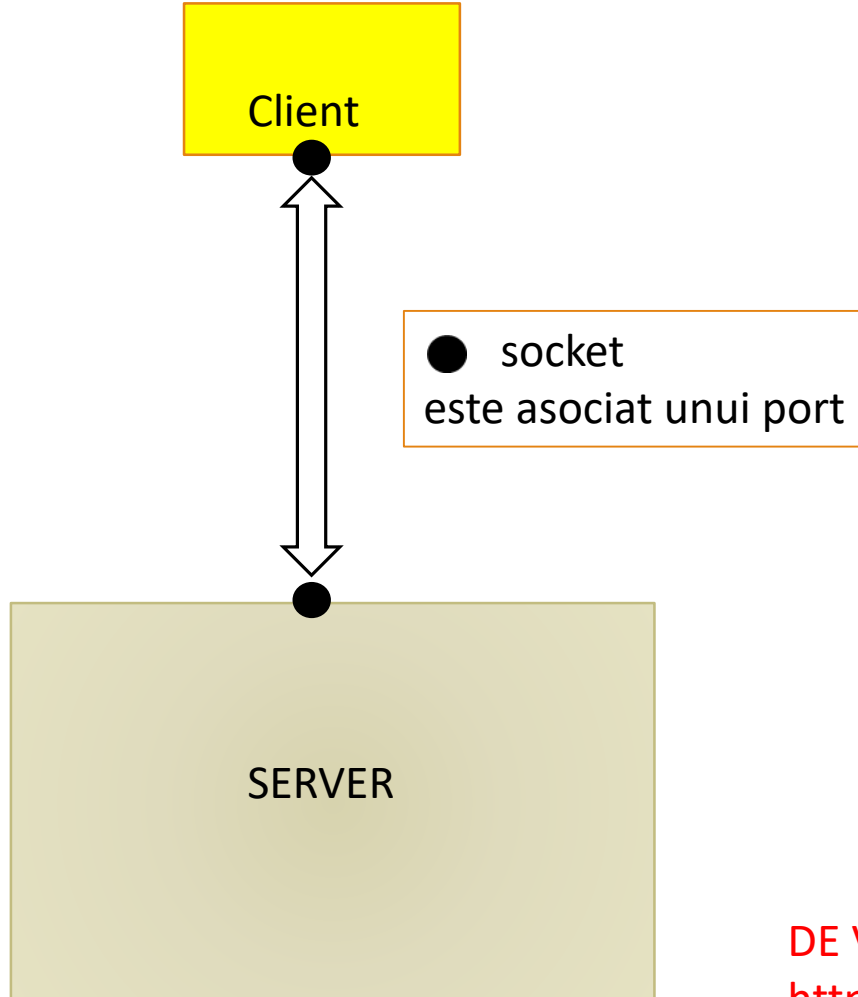 Client
socket
este asociat unui port
SERVER
DE